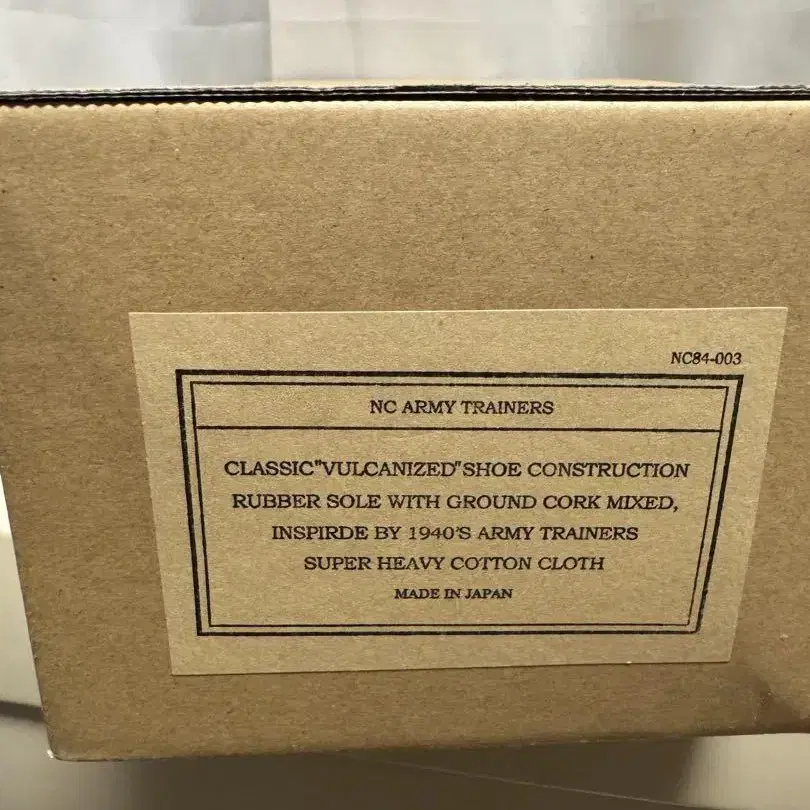 NC84-003
NC ARMY TRAINERS
CLASSIC"VULCANIZED"SHOE CONSTRUCTION
RUBBER SOLE WITH GROUND CORK MIXED,
INSPIRDE BY 1940'S ARMY TRAINERS
SUPER HEAVY COTTON CLOTH
MADE IN JAPAN